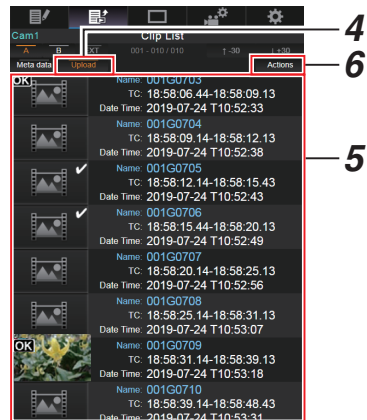 Cam1 Clip List
A B XT 001 - 010 / 010 ↑ -30 ↓ +30
Meta data Upload Actions
4
6
5
OK Name: 001G0703
TC: 18:58:06.44-18:58:09.13
Date Time: 2019-07-24 T10:52:33
Name: 001G0704
TC: 18:58:09.14-18:58:12.13
Date Time: 2019-07-24 T10:52:38
Name: 001G0705
TC: 18:58:12.14-18:58:15.43
Date Time: 2019-07-24 T10:52:43
Name: 001G0706
TC: 18:58:15.44-18:58:20.13
Date Time: 2019-07-24 T10:52:49
Name: 001G0707
TC: 18:58:20.14-18:58:25.13
Date Time: 2019-07-24 T10:52:56
Name: 001G0708
TC: 18:58:25.14-18:58:31.13
Date Time: 2019-07-24 T10:53:07
OK Name: 001G0709
TC: 18:58:31.14-18:58:39.13
Date Time: 2019-07-24 T10:53:18
Name: 001G0710
TC: 18:58:39.14-18:58:48.43
Date Time: 2019-07-24 T10:53:31